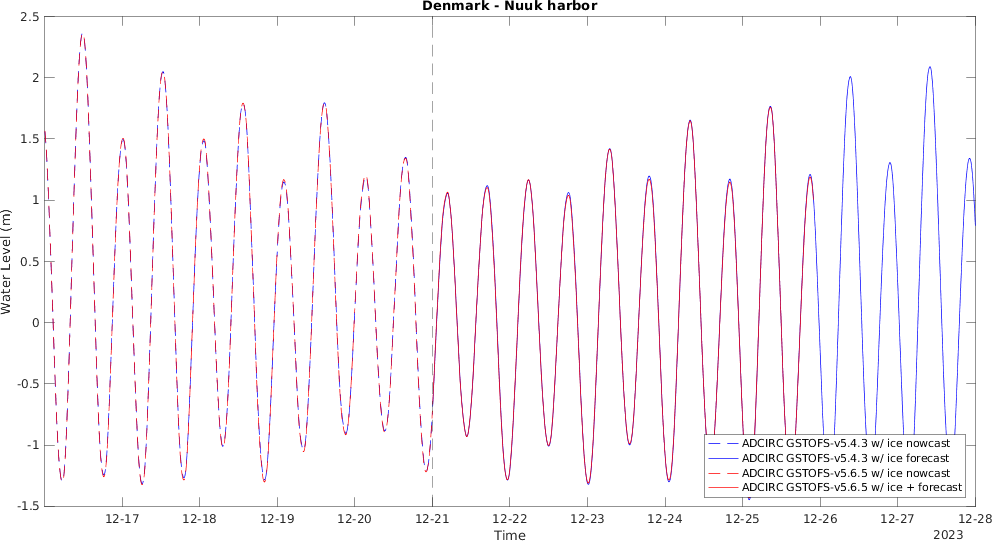 Denmark - Nuuk harbor
2.5
2
1.5
1
0.5
0
-0.5
-1
-1.5
Water Level (m)
ADCIRC GSTOFS-v5.4.3 w/ ice nowcast
ADCIRC GSTOFS-v5.4.3 w/ ice forecast
ADCIRC GSTOFS-v5.6.5 w/ ice nowcast
ADCIRC GSTOFS-v5.6.5 w/ ice + forecast
12-17 12-18 12-19 12-20 12-21 12-22 12-23 12-24 12-25 12-26 12-27 12-28
Time
2023